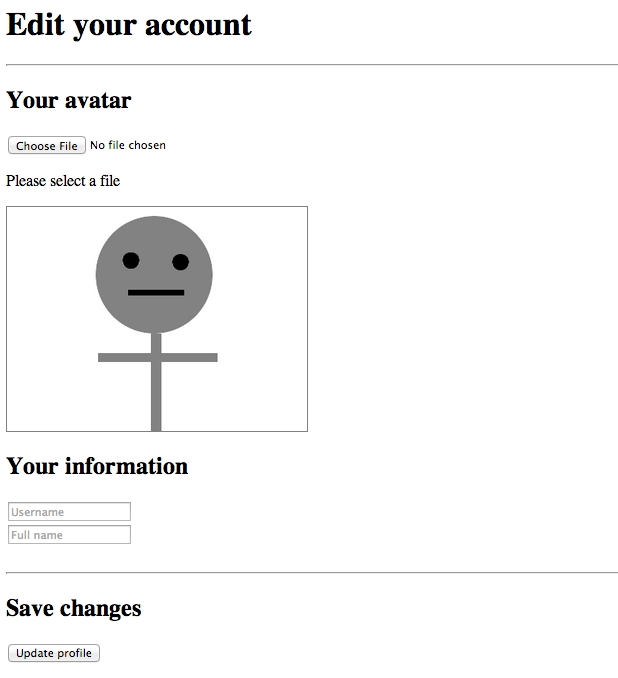 Edit your account
Your avatar
Choose File No file chosen
Please select a file
Your information
Username
Full name
Save changes
Update profile